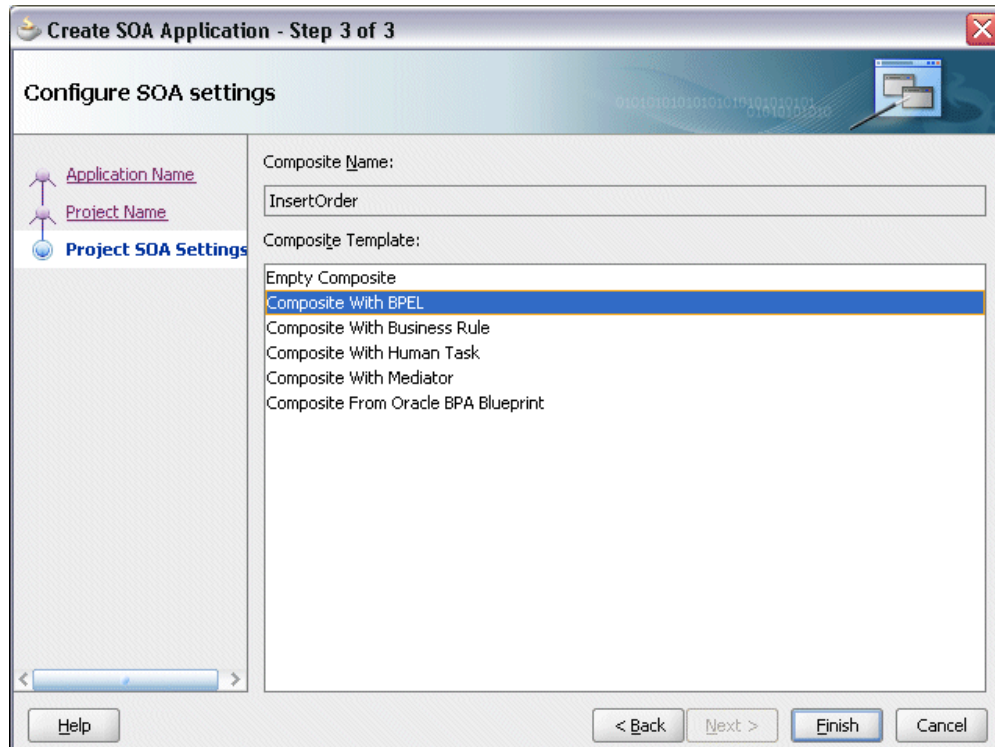 Create SOA Application - Step 3 of 3
Configure SOA settings
Application Name
Project Name
Project SOA Settings
Composite Name:
InsertOrder
Composite Template:
Empty Composite
Composite With BPEL
Composite With Business Rule
Composite With Human Task
Composite With Mediator
Composite From Oracle BPA Blueprint
Help
< Back
Next >
Finish
Cancel